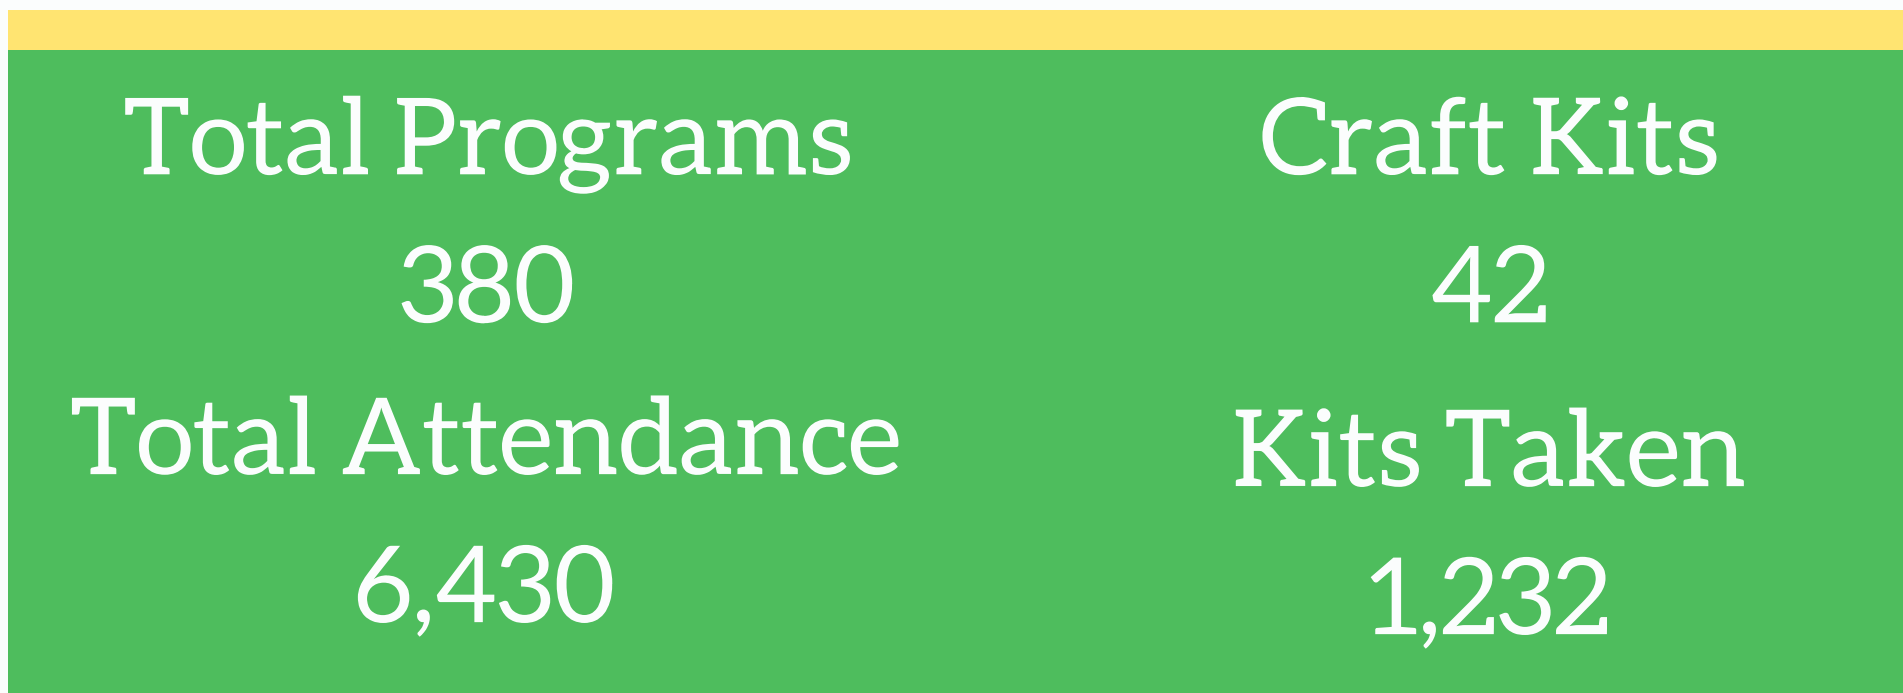 Total Programs
380
Total Attendance
6,430
Craft Kits
42
Kits Taken
1,232